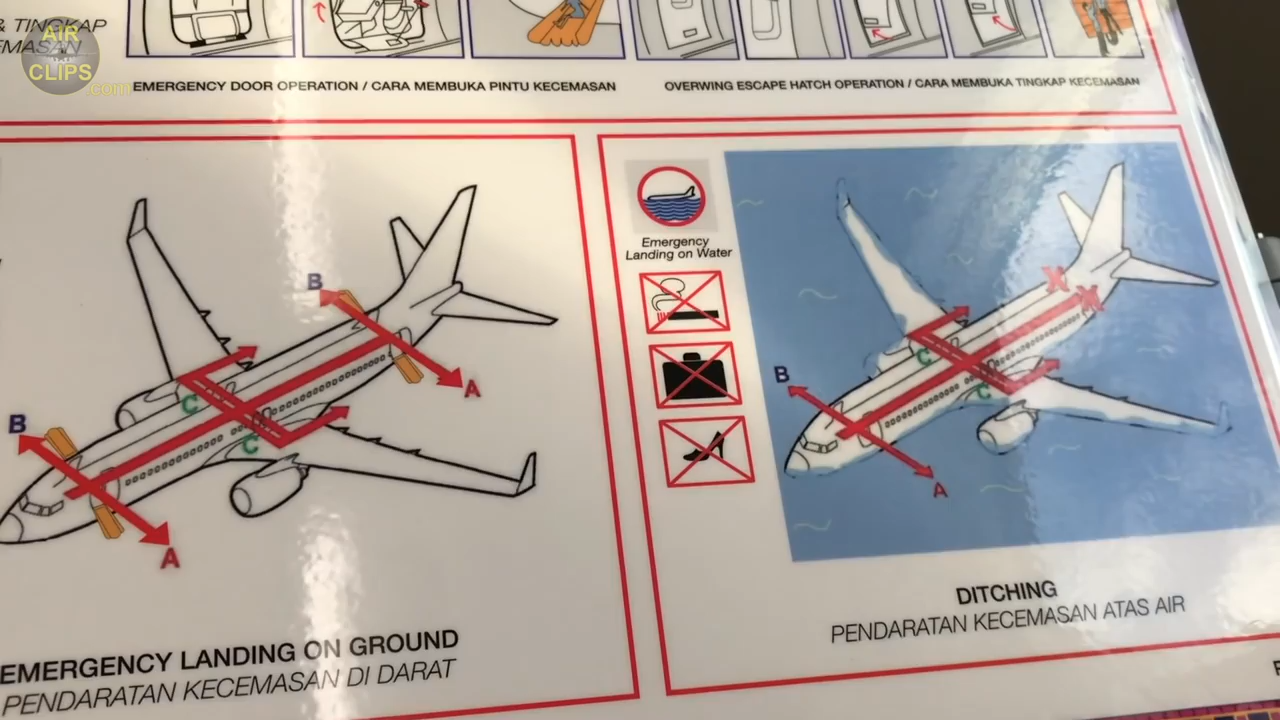 & TINGKAP
EMASAN
AIR
CLIPS
.com
EMERGENCY DOOR OPERATION / CARA MEMBUKA PINTU KECEMASAN
OVERWING ESCAPE HATCH OPERATION / CARA MEMBUKA TINGKAP KECEMASAN
B
B
A
C
C
A
EMERGENCY LANDING ON GROUND
PENDARATAN KECEMASAN DI DARAT
Emergency
Landing on Water
X
X
B
C
C
A
DITCHING
PENDARATAN KECEMASAN ATAS AIR